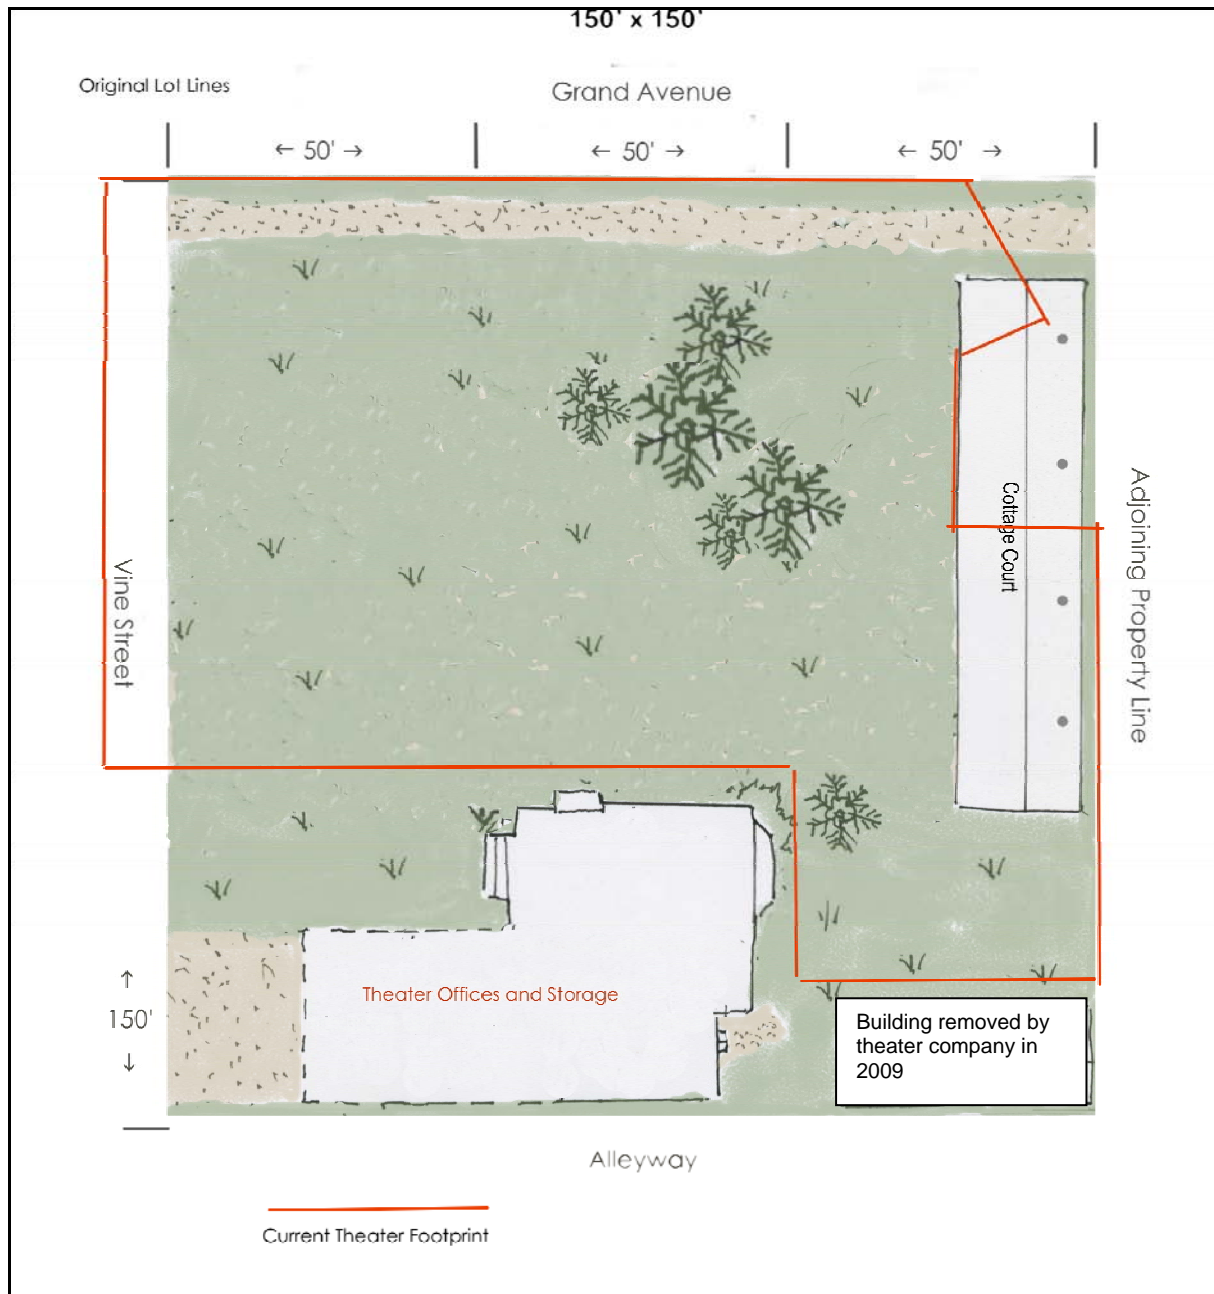 150' x 150'
Original Lot Lines
Grand Avenue
← 50' →
← 50' →
← 50' →
Vine Street
Cottage Court
Adjoining Property Line
Theater Offices and Storage
↑
150'
↓
Building removed by
theater company in
2009
Alleyway
Current Theater Footprint